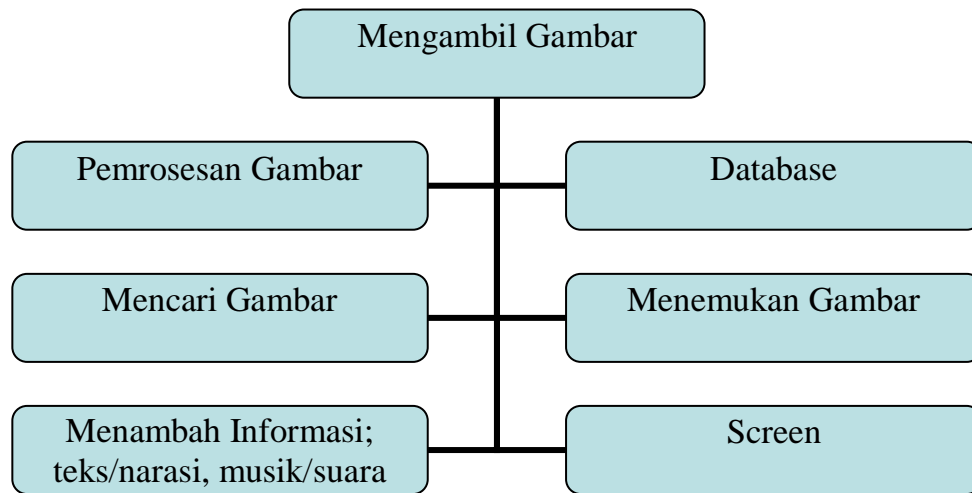 Mengambil Gambar
Pemrosesan Gambar
Database
Mencari Gambar
Menemukan Gambar
Menambah Informasi;
teks/narasi, musik/suara
Screen